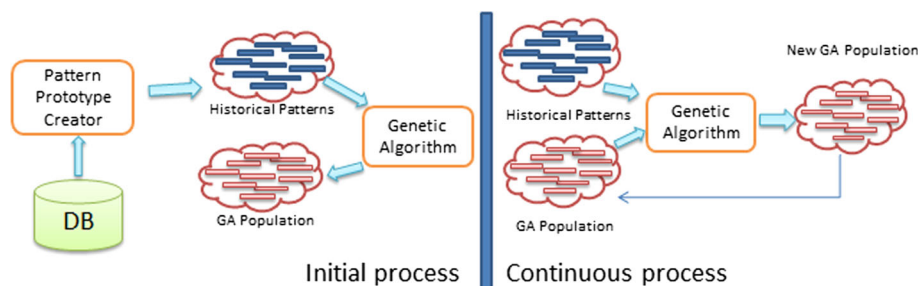 Pattern
Prototype
Creator
DB
Historical Patterns
Genetic
Algorithm
GA Population
Initial process
Historical Patterns
GA Population
Genetic
Algorithm
New GA Population
Continuous process